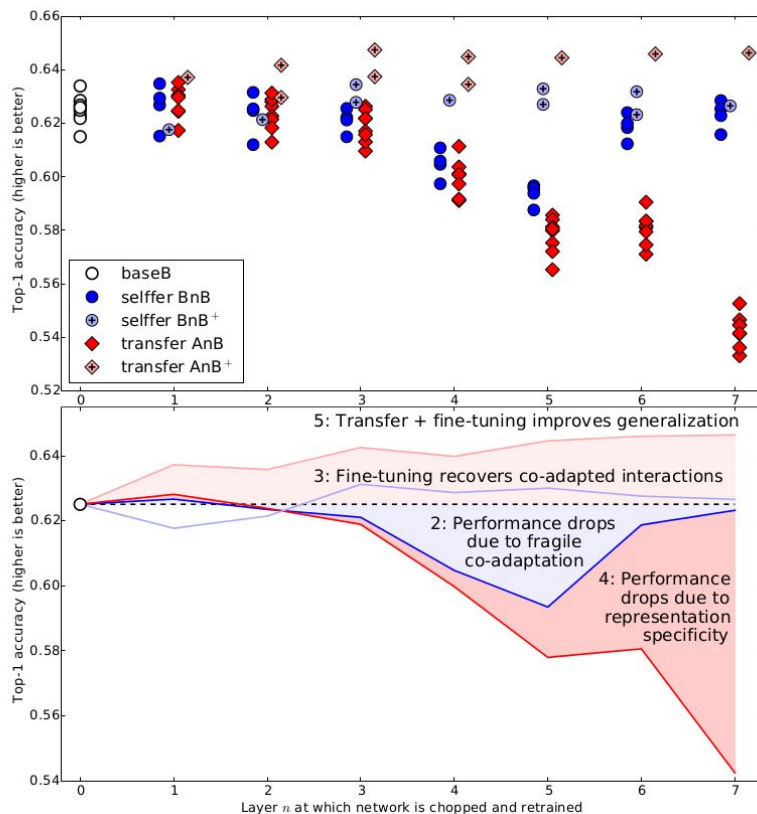 0.66
0.64
0.62
0.60
0.58
0.56
0.54
0.52
Top-1 accuracy (higher is better)
baseB
selffer BnB
selffer BnB⁺
transfer AnB
transfer AnB⁺
0 1 2 3 4 5 6 7
5: Transfer + fine-tuning improves generalization
3: Fine-tuning recovers co-adapted interactions
2: Performance drops
due to fragile
co-adaptation
4: Performance
drops due to
representation
specificity
0.64
0.62
0.60
0.58
0.56
0.54
Top-1 accuracy (higher is better)
0 1 2 3 4 5 6 7
Layer n at which network is chopped and retrained